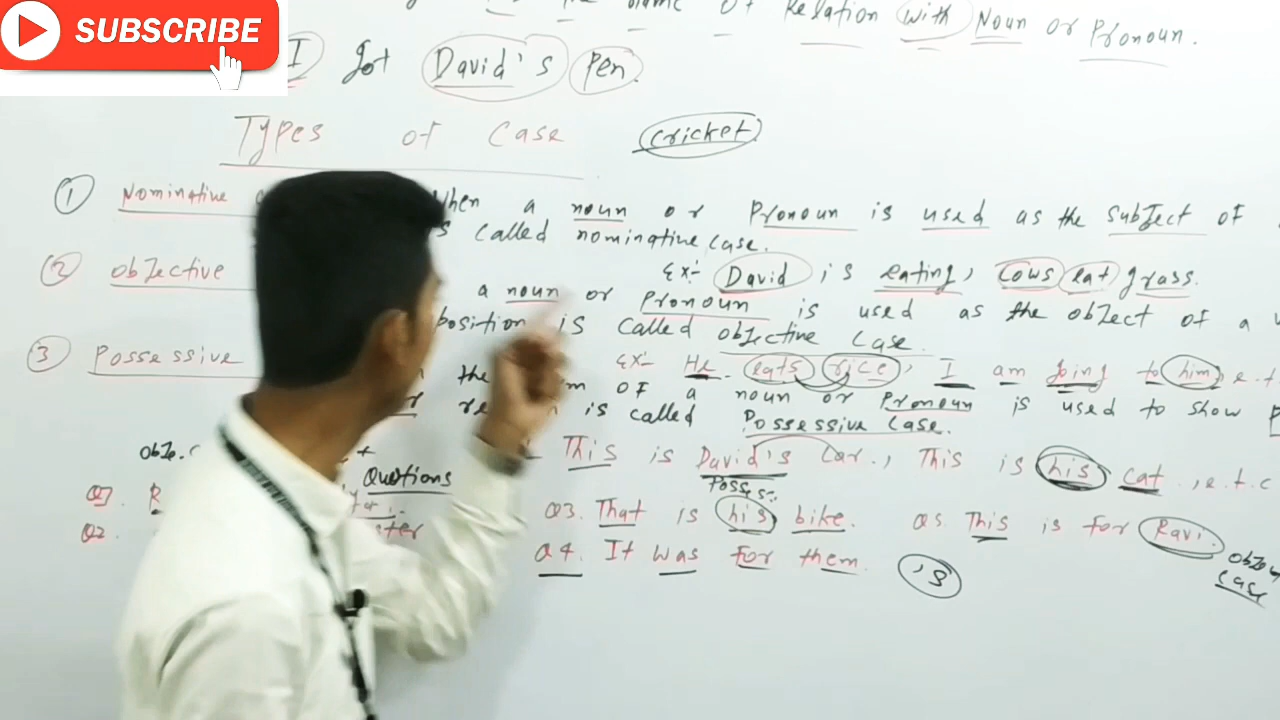 SUBSCRIBE
the name of Relation with Noun or Pronoun.
I got David's Pen.
Types of Case cricket
① Nominative When a noun or Pronoun is used as the subject of
called nominative case.
Ex:- David is eating, Cows eat grass.
② Objective a noun or Pronoun is used as the object of a
position is called objective Case.
Ex:- He eats rice, I am going to him e.t
③ Possessive the of a noun or Pronoun is used to show
relation is called Possessive Case.
This is David's Car., This is his cat ., e.t.c
Obje. Possess..
Questions
Q1. Q3. That is his bike. Q5. This is for Ravi.
Q2. Q4. It was for them. 's
Case